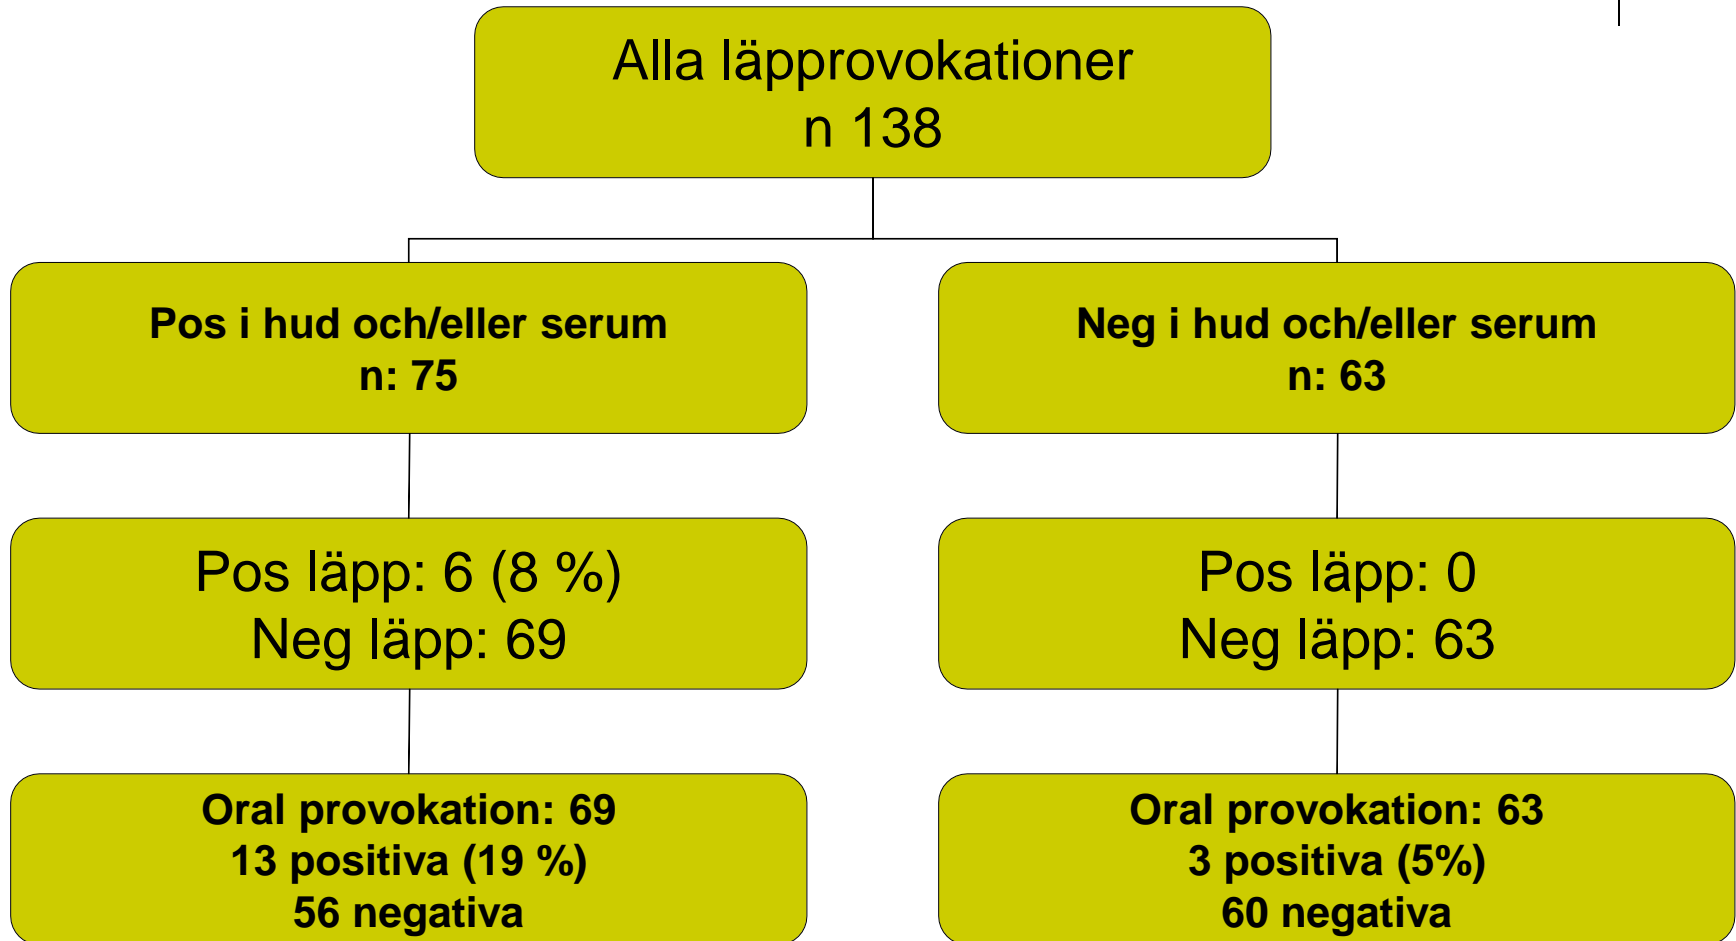 Alla läpprovokationer
n 138
Pos i hud och/eller serum
n: 75
Neg i hud och/eller serum
n: 63
Pos läpp: 6 (8 %)
Neg läpp: 69
Pos läpp: 0
Neg läpp: 63
Oral provokation: 69
13 positiva (19 %)
56 negativa
Oral provokation: 63
3 positiva (5%)
60 negativa